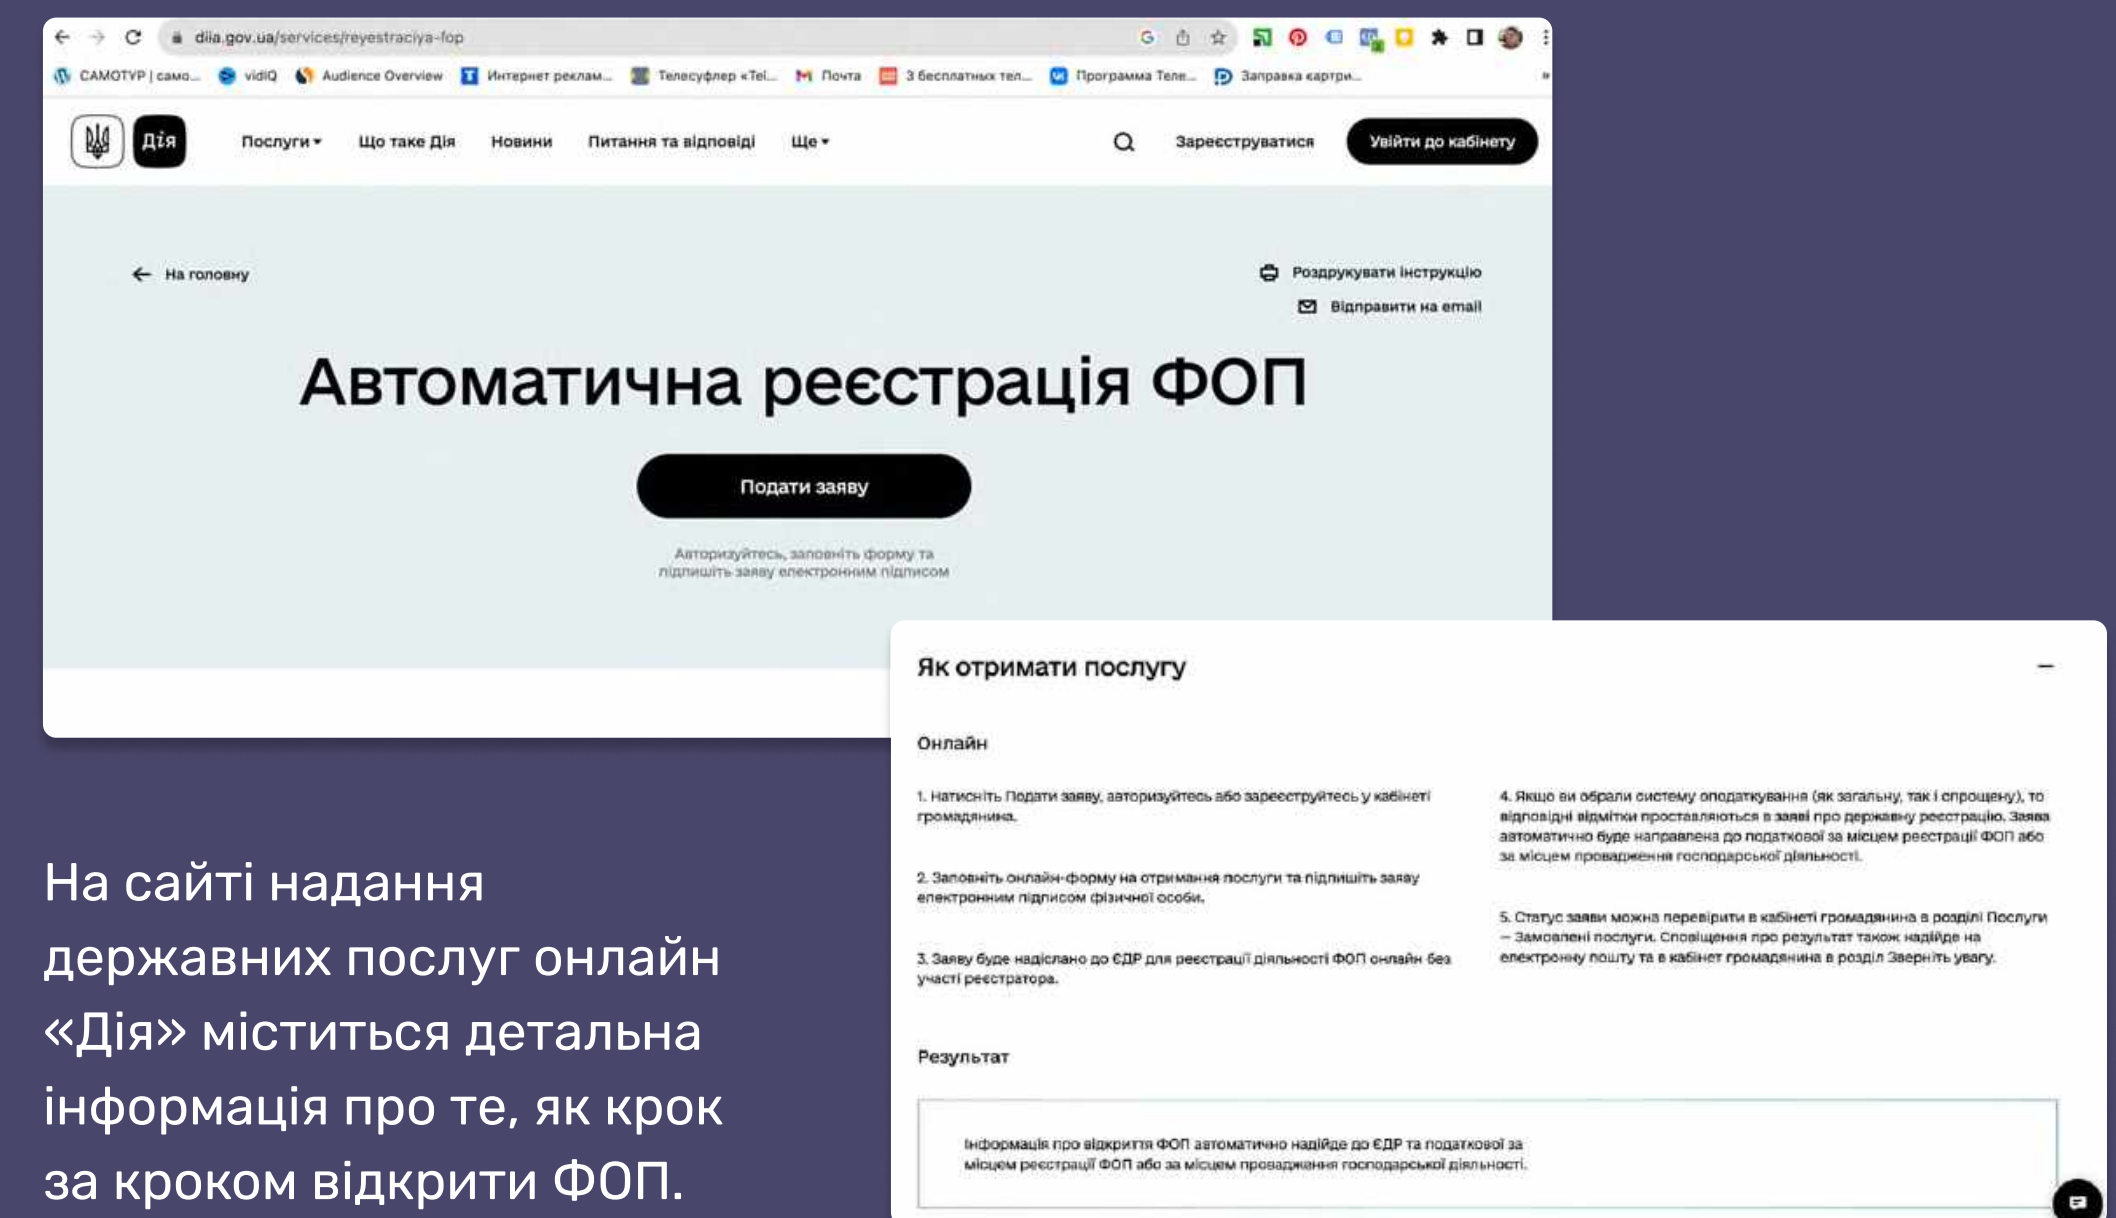 diia.gov.ua/services/reyestraciya-fop
САМОТУР | само...
vidIQ
Audience Overview
Интернет реклам...
Телесуфлер «Tel...
Почта
3 бесплатных тел...
Программа Теле...
Заправка картри...
Дія
Послуги
Що таке Дія
Новини
Питання та відповіді
Ще
Зареєструватися
Увійти до кабінету
На головну
Роздрукувати інструкцію
Відправити на email
Автоматична реєстрація ФОП
Подати заяву
Авторизуйтесь, заповніть форму та
підпишіть заяву електронним підписом
Як отримати послугу
Онлайн
1. Натисніть Подати заяву, авторизуйтесь або зареєструйтесь у кабінеті
громадянина.
2. Заповніть онлайн-форму на отримання послуги та підпишіть заяву
електронним підписом фізичної особи.
3. Заяву буде надіслано до ЄДР для реєстрації діяльності ФОП онлайн без
участі реєстратора.
4. Якщо ви обрали систему оподаткування (як загальну, так і спрощену), то
відповідні відмітки проставляються в заяві про державну реєстрацію. Заява
автоматично буде направлена до податкової за місцем реєстрації ФОП або
за місцем провадження господарської діяльності.
5. Статус заяви можна перевірити в кабінеті громадянина в розділі Послуги
– Замовлені послуги. Сповіщення про результат також надійде на
електронну пошту та в кабінет громадянина в розділ Зверніть увагу.
Результат
Інформація про відкриття ФОП автоматично надійде до ЄДР та податкової за
місцем реєстрації ФОП або за місцем провадження господарської діяльності.
На сайті надання
державних послуг онлайн
«Дія» міститься детальна
інформація про те, як крок
за кроком відкрити ФОП.